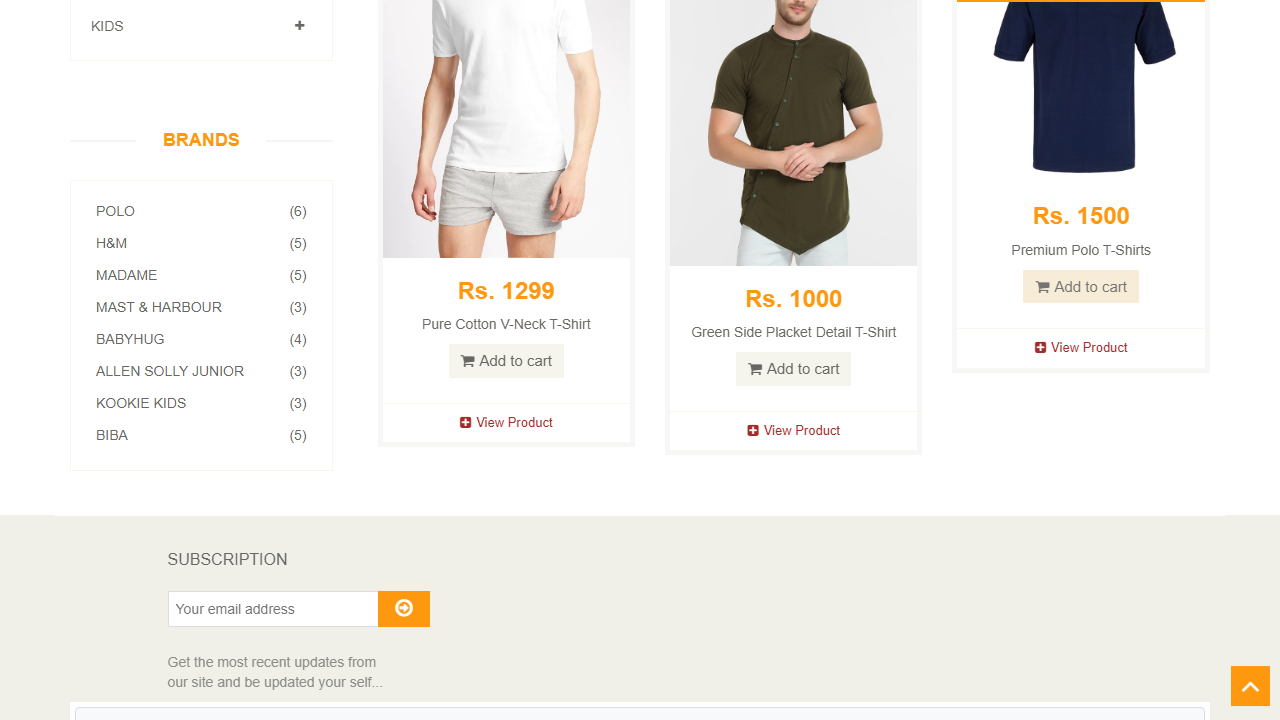 KIDS
BRANDS
POLO (6)
H&M (5)
MADAME (5)
MAST & HARBOUR (3)
BABYHUG (4)
ALLEN SOLLY JUNIOR (3)
KOOKIE KIDS (3)
BIBA (5)
Rs. 1299
Pure Cotton V-Neck T-Shirt
Add to cart
View Product
Rs. 1000
Green Side Placket Detail T-Shirt
Add to cart
View Product
Rs. 1500
Premium Polo T-Shirts
Add to cart
View Product
SUBSCRIPTION
Your email address
Get the most recent updates from
our site and be updated your self...